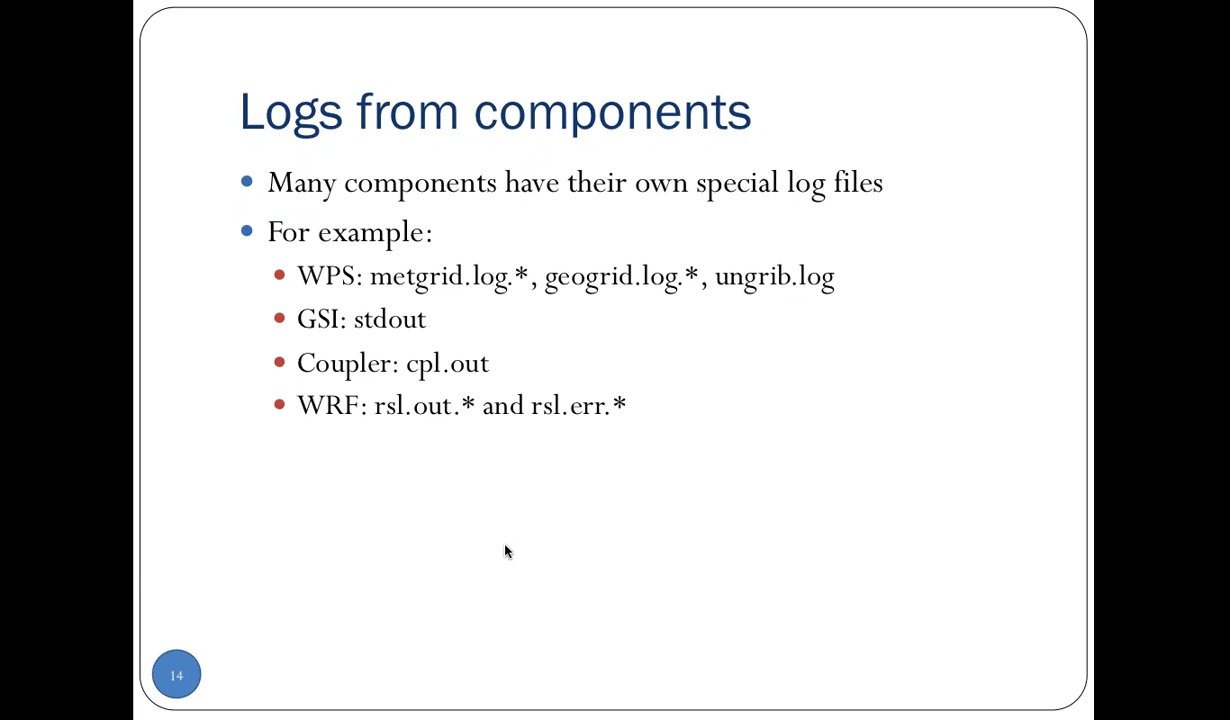 Logs from components
Many components have their own special log files
For example:
WPS: metgrid.log.*, geogrid.log.*, ungrib.log
GSI: stdout
Coupler: cpl.out
WRF: rsl.out.* and rsl.err.*
14